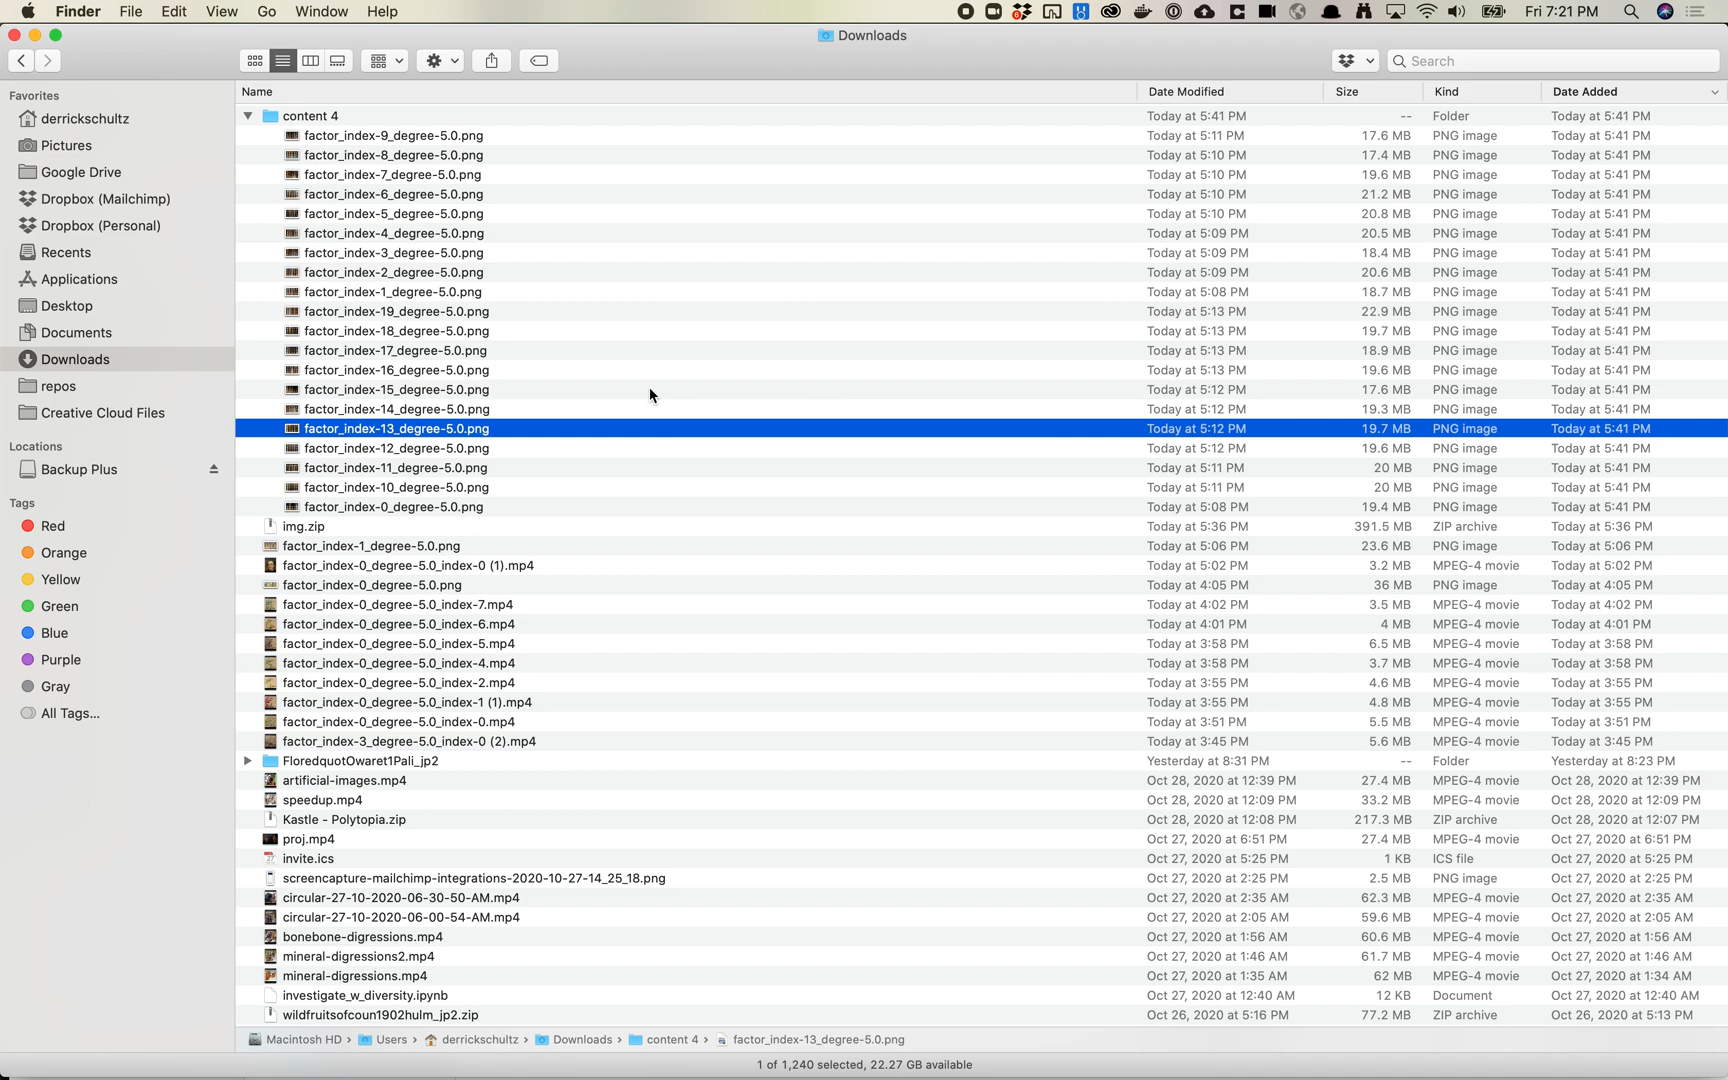 Finder File Edit View Go Window Help Fri 7:21 PM
Downloads
Search
Favorites
derrickschultz
Pictures
Google Drive
Dropbox (Mailchimp)
Dropbox (Personal)
Recents
Applications
Desktop
Documents
Downloads
repos
Creative Cloud Files
Locations
Backup Plus
Tags
Red
Orange
Yellow
Green
Blue
Purple
Gray
All Tags...
Name Date Modified Size Kind Date Added
content 4 Today at 5:41 PM -- Folder Today at 5:41 PM
factor_index-9_degree-5.0.png Today at 5:11 PM 17.6 MB PNG image Today at 5:41 PM
factor_index-8_degree-5.0.png Today at 5:10 PM 17.4 MB PNG image Today at 5:41 PM
factor_index-7_degree-5.0.png Today at 5:10 PM 19.6 MB PNG image Today at 5:41 PM
factor_index-6_degree-5.0.png Today at 5:10 PM 21.2 MB PNG image Today at 5:41 PM
factor_index-5_degree-5.0.png Today at 5:10 PM 20.8 MB PNG image Today at 5:41 PM
factor_index-4_degree-5.0.png Today at 5:09 PM 20.5 MB PNG image Today at 5:41 PM
factor_index-3_degree-5.0.png Today at 5:09 PM 18.4 MB PNG image Today at 5:41 PM
factor_index-2_degree-5.0.png Today at 5:09 PM 20.6 MB PNG image Today at 5:41 PM
factor_index-1_degree-5.0.png Today at 5:08 PM 18.7 MB PNG image Today at 5:41 PM
factor_index-19_degree-5.0.png Today at 5:13 PM 22.9 MB PNG image Today at 5:41 PM
factor_index-18_degree-5.0.png Today at 5:13 PM 19.7 MB PNG image Today at 5:41 PM
factor_index-17_degree-5.0.png Today at 5:13 PM 18.9 MB PNG image Today at 5:41 PM
factor_index-16_degree-5.0.png Today at 5:13 PM 19.6 MB PNG image Today at 5:41 PM
factor_index-15_degree-5.0.png Today at 5:12 PM 17.6 MB PNG image Today at 5:41 PM
factor_index-14_degree-5.0.png Today at 5:12 PM 19.3 MB PNG image Today at 5:41 PM
factor_index-13_degree-5.0.png Today at 5:12 PM 19.7 MB PNG image Today at 5:41 PM
factor_index-12_degree-5.0.png Today at 5:12 PM 19.6 MB PNG image Today at 5:41 PM
factor_index-11_degree-5.0.png Today at 5:11 PM 20 MB PNG image Today at 5:41 PM
factor_index-10_degree-5.0.png Today at 5:11 PM 20 MB PNG image Today at 5:41 PM
factor_index-0_degree-5.0.png Today at 5:08 PM 19.4 MB PNG image Today at 5:41 PM
img.zip Today at 5:36 PM 391.5 MB ZIP archive Today at 5:36 PM
factor_index-1_degree-5.0.png Today at 5:06 PM 23.6 MB PNG image Today at 5:06 PM
factor_index-0_degree-5.0_index-0 (1).mp4 Today at 5:02 PM 3.2 MB MPEG-4 movie Today at 5:02 PM
factor_index-0_degree-5.0.png Today at 4:05 PM 36 MB PNG image Today at 4:05 PM
factor_index-0_degree-5.0_index-7.mp4 Today at 4:02 PM 3.5 MB MPEG-4 movie Today at 4:02 PM
factor_index-0_degree-5.0_index-6.mp4 Today at 4:01 PM 4 MB MPEG-4 movie Today at 4:01 PM
factor_index-0_degree-5.0_index-5.mp4 Today at 3:58 PM 6.5 MB MPEG-4 movie Today at 3:58 PM
factor_index-0_degree-5.0_index-4.mp4 Today at 3:58 PM 3.7 MB MPEG-4 movie Today at 3:58 PM
factor_index-0_degree-5.0_index-2.mp4 Today at 3:55 PM 4.6 MB MPEG-4 movie Today at 3:55 PM
factor_index-0_degree-5.0_index-1 (1).mp4 Today at 3:55 PM 4.8 MB MPEG-4 movie Today at 3:55 PM
factor_index-0_degree-5.0_index-0.mp4 Today at 3:51 PM 5.5 MB MPEG-4 movie Today at 3:51 PM
factor_index-3_degree-5.0_index-0 (2).mp4 Today at 3:45 PM 5.6 MB MPEG-4 movie Today at 3:45 PM
FloredquotOwaret1Pali_jp2 Yesterday at 8:31 PM -- Folder Yesterday at 8:23 PM
artificial-images.mp4 Oct 28, 2020 at 12:39 PM 27.4 MB MPEG-4 movie Oct 28, 2020 at 12:39 PM
speedup.mp4 Oct 28, 2020 at 12:09 PM 33.2 MB MPEG-4 movie Oct 28, 2020 at 12:09 PM
Kastle - Polytopia.zip Oct 28, 2020 at 12:08 PM 217.3 MB ZIP archive Oct 28, 2020 at 12:07 PM
proj.mp4 Oct 27, 2020 at 6:51 PM 27.4 MB MPEG-4 movie Oct 27, 2020 at 6:51 PM
invite.ics Oct 27, 2020 at 5:25 PM 1 KB ICS file Oct 27, 2020 at 5:25 PM
screencapture-mailchimp-integrations-2020-10-27-14_25_18.png Oct 27, 2020 at 2:25 PM 2.5 MB PNG image Oct 27, 2020 at 2:25 PM
circular-27-10-2020-06-30-50-AM.mp4 Oct 27, 2020 at 2:35 AM 62.3 MB MPEG-4 movie Oct 27, 2020 at 2:35 AM
circular-27-10-2020-06-00-54-AM.mp4 Oct 27, 2020 at 2:05 AM 59.6 MB MPEG-4 movie Oct 27, 2020 at 2:05 AM
bonebone-digressions.mp4 Oct 27, 2020 at 1:56 AM 60.6 MB MPEG-4 movie Oct 27, 2020 at 1:56 AM
mineral-digressions2.mp4 Oct 27, 2020 at 1:46 AM 61.7 MB MPEG-4 movie Oct 27, 2020 at 1:46 AM
mineral-digressions.mp4 Oct 27, 2020 at 1:35 AM 62 MB MPEG-4 movie Oct 27, 2020 at 1:34 AM
investigate_w_diversity.ipynb Oct 27, 2020 at 12:40 AM 12 KB Document Oct 27, 2020 at 12:40 AM
wildfruitsofcoun1902hulm_jp2.zip Oct 26, 2020 at 5:16 PM 77.2 MB ZIP archive Oct 26, 2020 at 5:13 PM
Macintosh HD › Users › derrickschultz › Downloads › content 4 › factor_index-13_degree-5.0.png
1 of 1,240 selected, 22.27 GB available